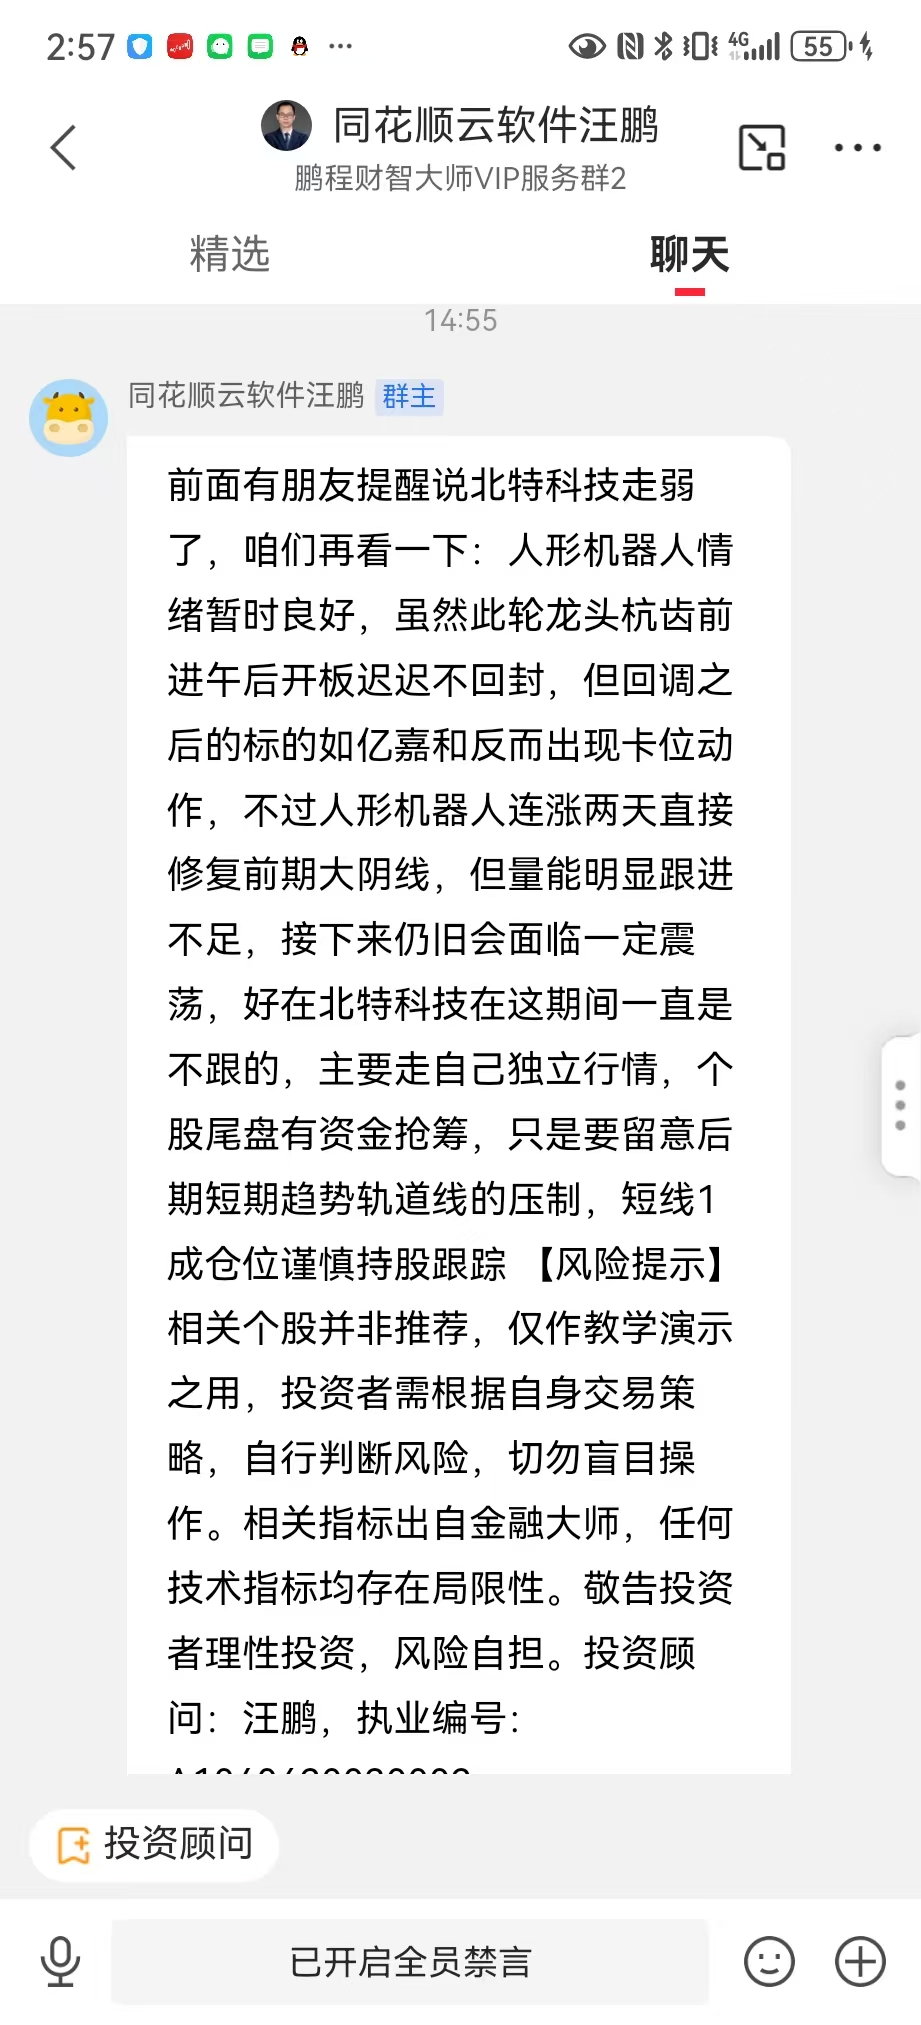 2:57
4G
55
同花顺云软件汪鹏
鹏程财智大师VIP服务群2
精选
聊天
14:55
同花顺云软件汪鹏 群主
前面有朋友提醒说北特科技走弱
了，咱们再看一下：人形机器人情
绪暂时良好，虽然此轮龙头杭齿前
进午后开板迟迟不回封，但回调之
后的标的如亿嘉和反而出现卡位动
作，不过人形机器人连涨两天直接
修复前期大阴线，但量能明显跟进
不足，接下来仍旧会面临一定震
荡，好在北特科技在这期间一直是
不跟的，主要走自己独立行情，个
股尾盘有资金抢筹，只是要留意后
期短期趋势轨道线的压制，短线1
成仓位谨慎持股跟踪 【风险提示】
相关个股并非推荐，仅作教学演示
之用，投资者需根据自身交易策
略，自行判断风险，切勿盲目操
作。相关指标出自金融大师，任何
技术指标均存在局限性。敬告投资
者理性投资，风险自担。投资顾
问：汪鹏，执业编号：
投资顾问
已开启全员禁言